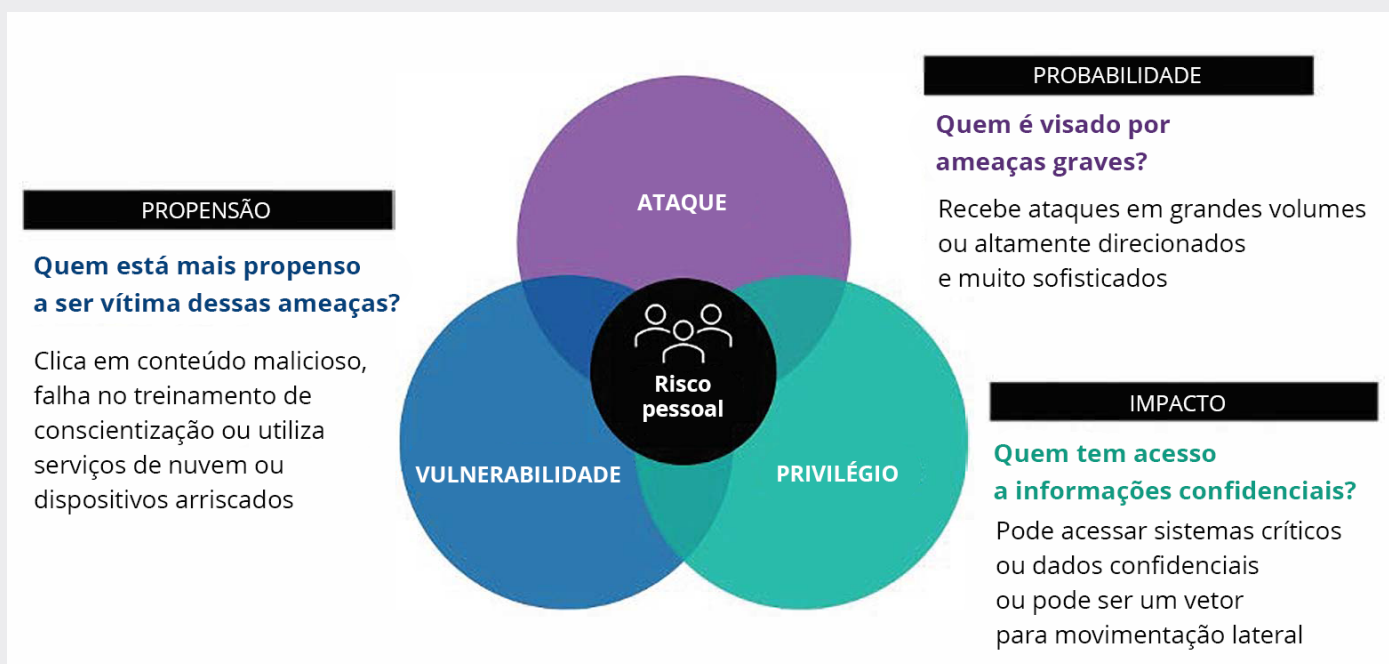 PROBABILIDADE
Quem é visado por
ameaças graves?
Recebe ataques em grandes volumes
ou altamente direcionados
e muito sofisticados
PROPENSÃO
Quem está mais propenso
a ser vítima dessas ameaças?
Clica em conteúdo malicioso,
falha no treinamento de
conscientização ou utiliza
serviços de nuvem ou
dispositivos arriscados
ATAQUE
Risco
pessoal
VULNERABILIDADE
PRIVILÉGIO
IMPACTO
Quem tem acesso
a informações confidenciais?
Pode acessar sistemas críticos
ou dados confidenciais
ou pode ser um vetor
para movimentação lateral